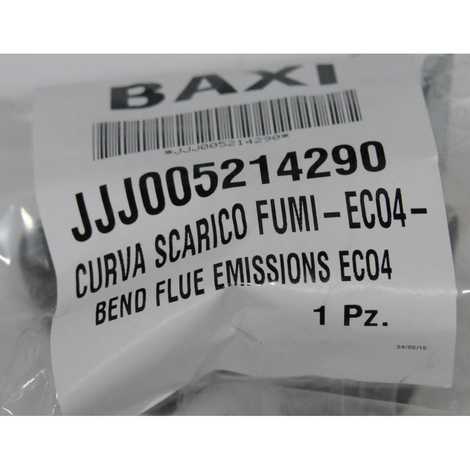 BAXI
*JJJ005214290*
JJJ005214290
CURVA SCARICO FUMI-ECO4-
BEND FLUE EMISSIONS ECO4
1 Pz.